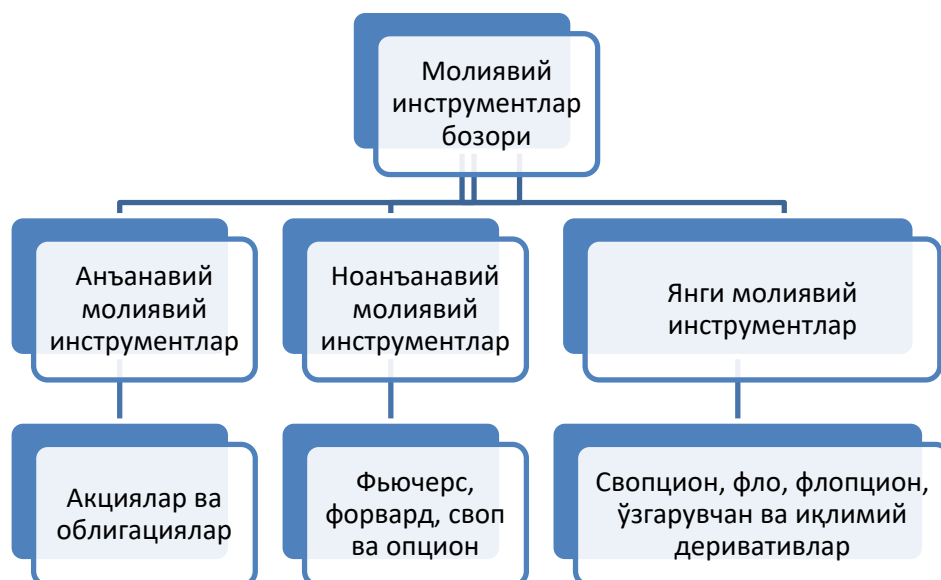 Молиявий
инструментлар
бозори
Анъанавий
молиявий
инструментлар
Ноанъанавий
молиявий
инструментлар
Янги молиявий
инструментлар
Акциялар ва
облигациялар
Фьючерс,
форвард, своп
ва опцион
Свопцион, фло, флопцион,
ўзгарувчан ва иқлимий
деривативлар